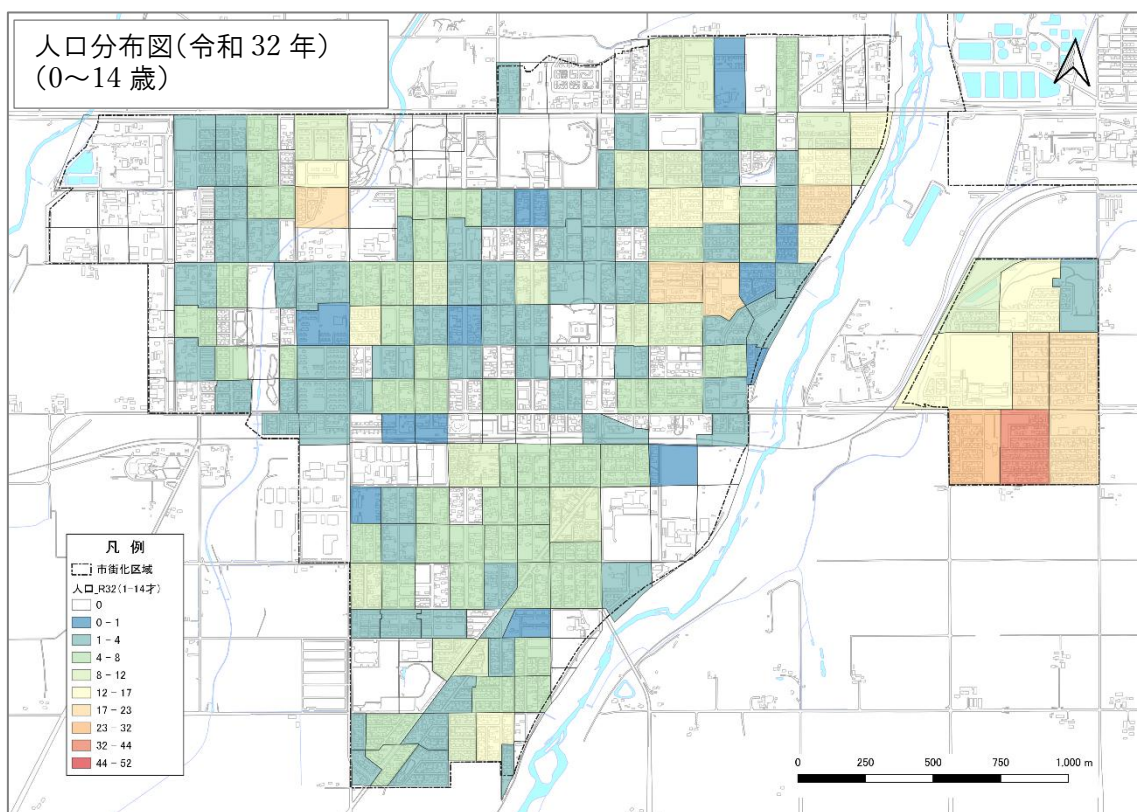 人口分布図(令和 32 年)
(0～14 歳)
凡 例
市街化区域
人口_R32(1-14才)
0
0 - 1
1 - 4
4 - 8
8 - 12
12 - 17
17 - 23
23 - 32
32 - 44
44 - 52
0 250 500 750 1,000 m